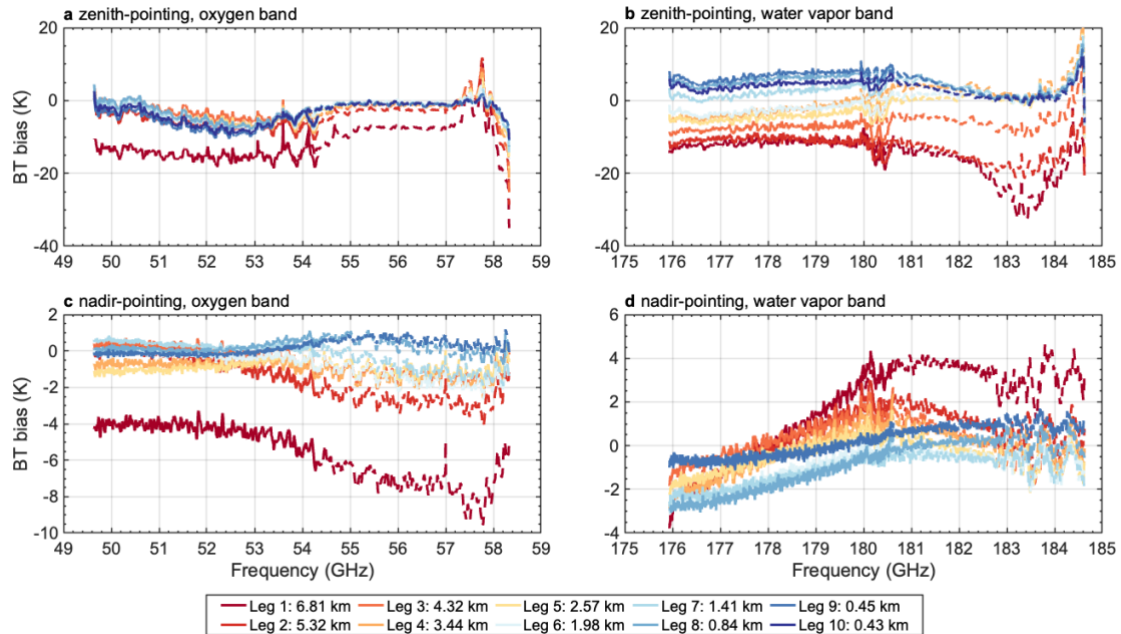 a zenith-pointing, oxygen band
20
0
-20
-40
BT bias (K)
49 50 51 52 53 54 55 56 57 58 59
b zenith-pointing, water vapor band
20
0
-20
-40
175 176 177 178 179 180 181 182 183 184 185
c nadir-pointing, oxygen band
2
0
-2
-4
-6
-8
-10
BT bias (K)
49 50 51 52 53 54 55 56 57 58 59
Frequency (GHz)
d nadir-pointing, water vapor band
6
4
2
0
-2
-4
175 176 177 178 179 180 181 182 183 184 185
Frequency (GHz)
Leg 1: 6.81 km Leg 3: 4.32 km Leg 5: 2.57 km Leg 7: 1.41 km Leg 9: 0.45 km
Leg 2: 5.32 km Leg 4: 3.44 km Leg 6: 1.98 km Leg 8: 0.84 km Leg 10: 0.43 km